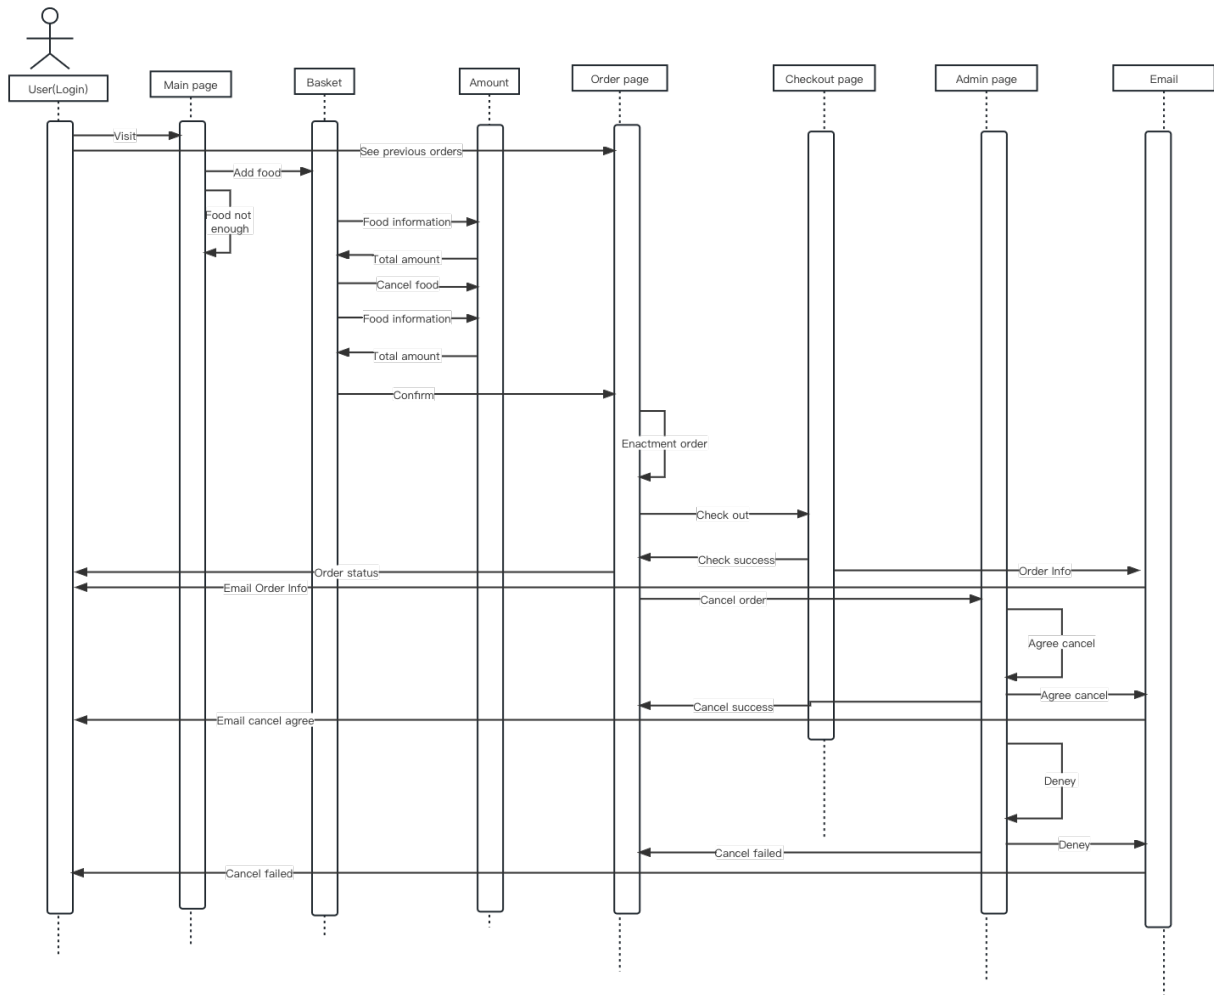 User(Login)
Main page
Basket
Amount
Order page
Checkout page
Admin page
Email
Visit
See previous orders
Add food
Food not
enough
Food information
Total amount
Cancel food
Food information
Total amount
Confirm
Enactment order
Check out
Check success
Order status
Order Info
Email Order Info
Cancel order
Agree cancel
Agree cancel
Cancel success
Email cancel agree
Deney
Deney
Cancel failed
Cancel failed